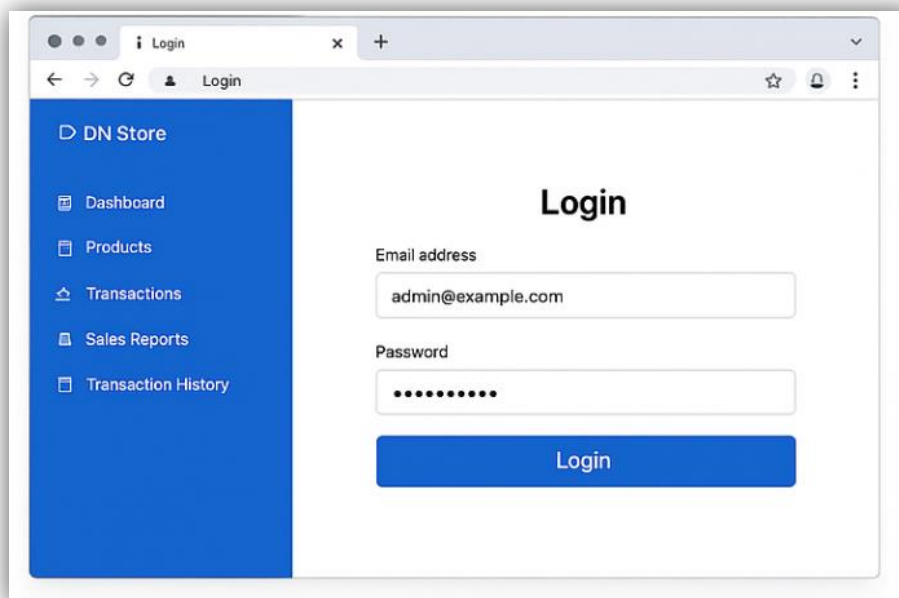 Login
Login
DN Store
Dashboard
Products
Transactions
Sales Reports
Transaction History
Login
Email address
admin@example.com
Password
••••••••••
Login